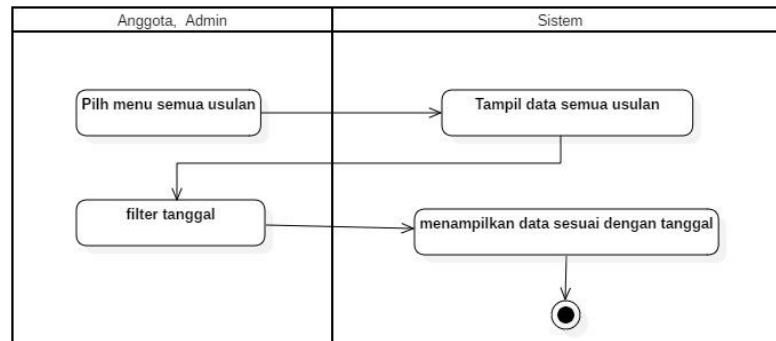 Anggota, Admin
Sistem
Pilh menu semua usulan
Tampil data semua usulan
filter tanggal
menampilkan data sesuai dengan tanggal